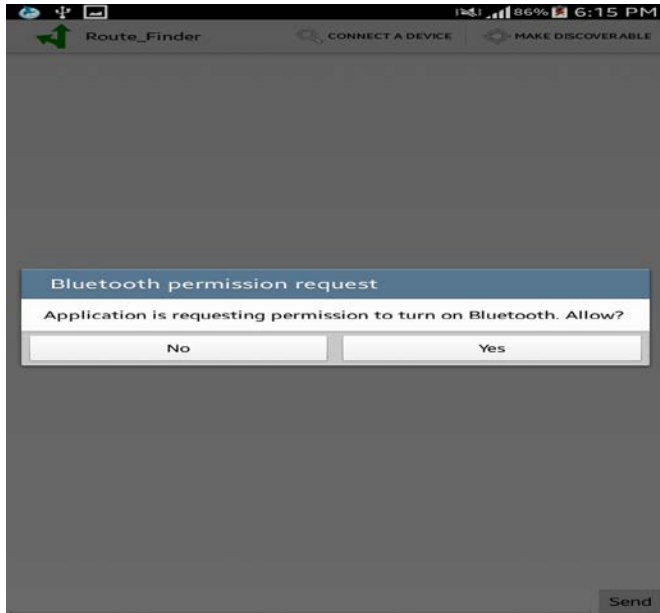 86% 6:15 PM
Route_Finder CONNECT A DEVICE MAKE DISCOVERABLE
Bluetooth permission request
Application is requesting permission to turn on Bluetooth. Allow?
No Yes
Send